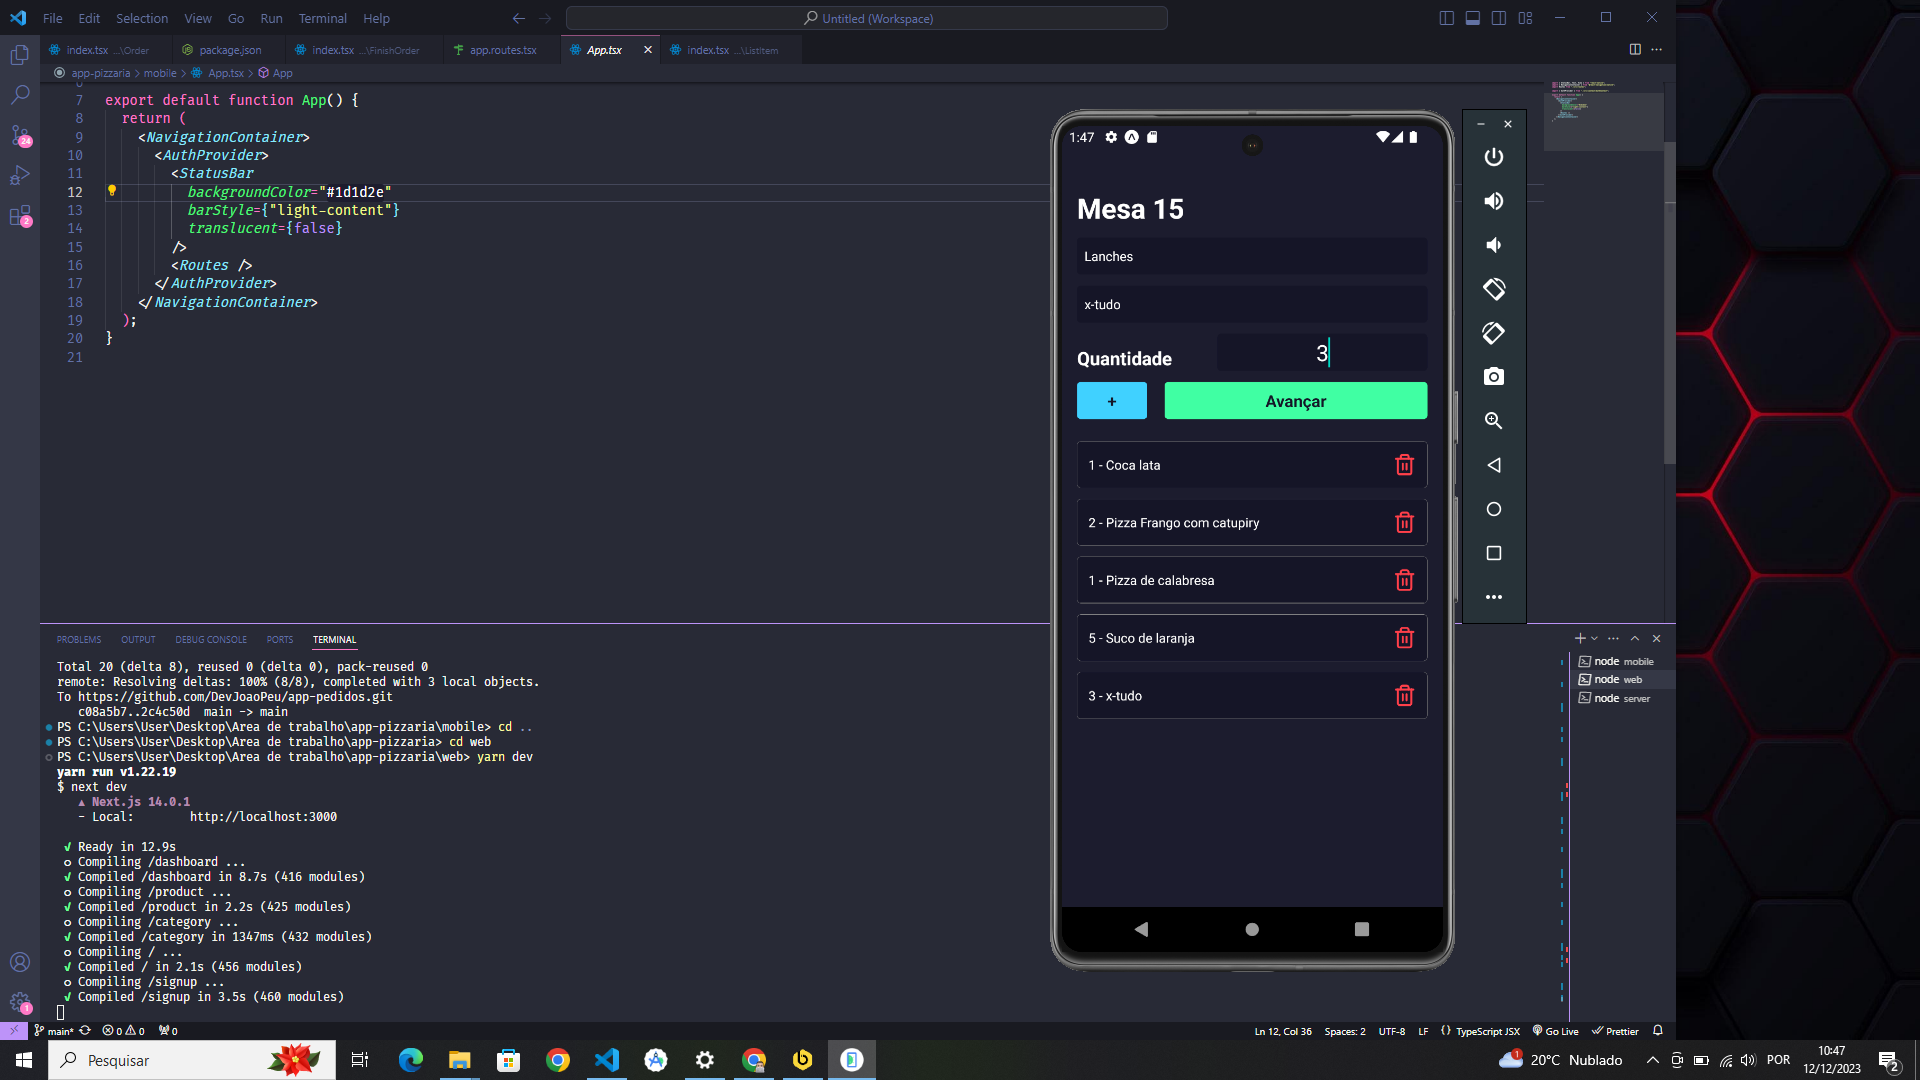 File Edit Selection View Go Run Terminal Help
Untitled (Workspace)
index.tsx ...\Order
package.json
index.tsx ...\FinishOrder
app.routes.tsx
App.tsx
index.tsx ...\ListItem
app-pizzaria > mobile > App.tsx > App
6
7 export default function App() {
8 return (
9 <NavigationContainer>
10 <AuthProvider>
11 <StatusBar
12 backgroundColor="#1d1d2e"
13 barStyle={"light-content"}
14 translucent={false}
15 />
16 <Routes />
17 </AuthProvider>
18 </NavigationContainer>
19 );
20 }
21
24
2
1
1:47
Mesa 15
Lanches
x-tudo
Quantidade
3
+
Avançar
1 - Coca lata
2 - Pizza Frango com catupiry
1 - Pizza de calabresa
5 - Suco de laranja
3 - x-tudo
PROBLEMS OUTPUT DEBUG CONSOLE PORTS TERMINAL
Total 20 (delta 8), reused 0 (delta 0), pack-reused 0
remote: Resolving deltas: 100% (8/8), completed with 3 local objects.
To https://github.com/DevJoaoPeu/app-pedidos.git
c08a5b7..2c4c50d main -> main
PS C:\Users\User\Desktop\Area de trabalho\app-pizzaria\mobile> cd ..
PS C:\Users\User\Desktop\Area de trabalho\app-pizzaria> cd web
PS C:\Users\User\Desktop\Area de trabalho\app-pizzaria\web> yarn dev
yarn run v1.22.19
$ next dev
▲ Next.js 14.0.1
- Local: http://localhost:3000
✓ Ready in 12.9s
○ Compiling /dashboard ...
✓ Compiled /dashboard in 8.7s (416 modules)
○ Compiling /product ...
✓ Compiled /product in 2.2s (425 modules)
○ Compiling /category ...
✓ Compiled /category in 1347ms (432 modules)
○ Compiling / ...
✓ Compiled / in 2.1s (456 modules)
○ Compiling /signup ...
✓ Compiled /signup in 3.5s (460 modules)
node mobile
node web
node server
main* 0 0 0
Ln 12, Col 36 Spaces: 2 UTF-8 LF {} TypeScript JSX Go Live Prettier
Pesquisar
1
20°C Nublado
POR
10:47
12/12/2023
2